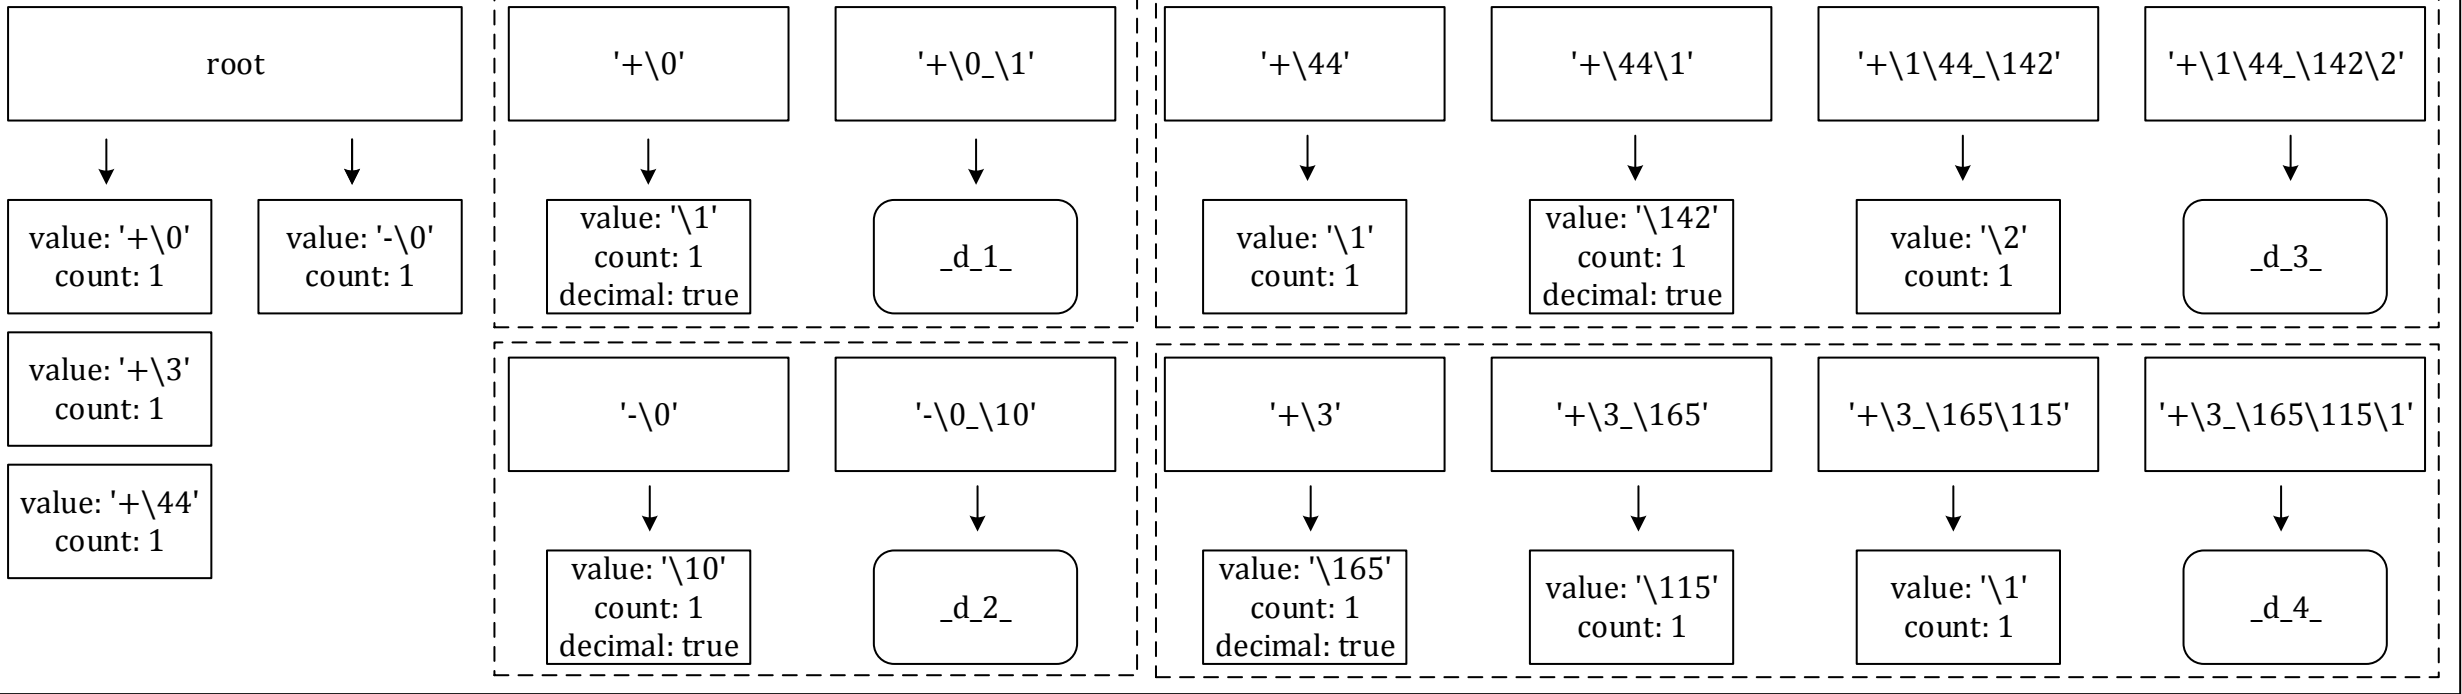 root
value: '+\0'
count: 1
value: '-\0'
count: 1
value: '+\3'
count: 1
value: '+\44'
count: 1
'+\0'
'+\0_\1'
value: '\1'
count: 1
decimal: true
_d_1_
'+\44'
'+\44\1'
'+\1\44_\142'
'+\1\44_\142\2'
value: '\1'
count: 1
value: '\142'
count: 1
decimal: true
value: '\2'
count: 1
_d_3_
'-\0'
'-\0_\10'
value: '\10'
count: 1
decimal: true
_d_2_
'+\3'
'+\3_\165'
'+\3_\165\115'
'+\3_\165\115\1'
value: '\165'
count: 1
decimal: true
value: '\115'
count: 1
value: '\1'
count: 1
_d_4_